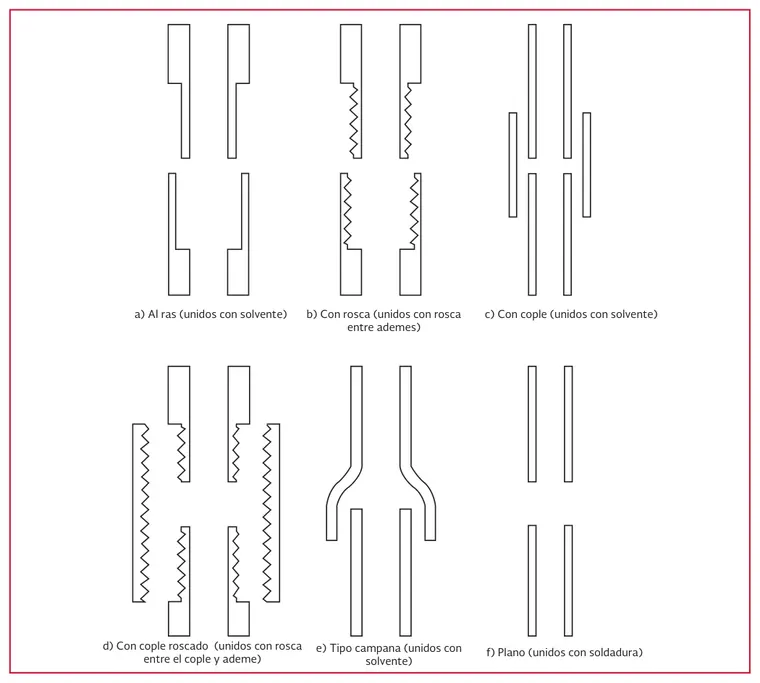 a) Al ras (unidos con solvente)
b) Con rosca (unidos con rosca
entre ademes)
c) Con cople (unidos con solvente)
d) Con cople roscado  (unidos con rosca
entre el cople y ademe)
e) Tipo campana (unidos con
solvente)
f) Plano (unidos con soldadura)